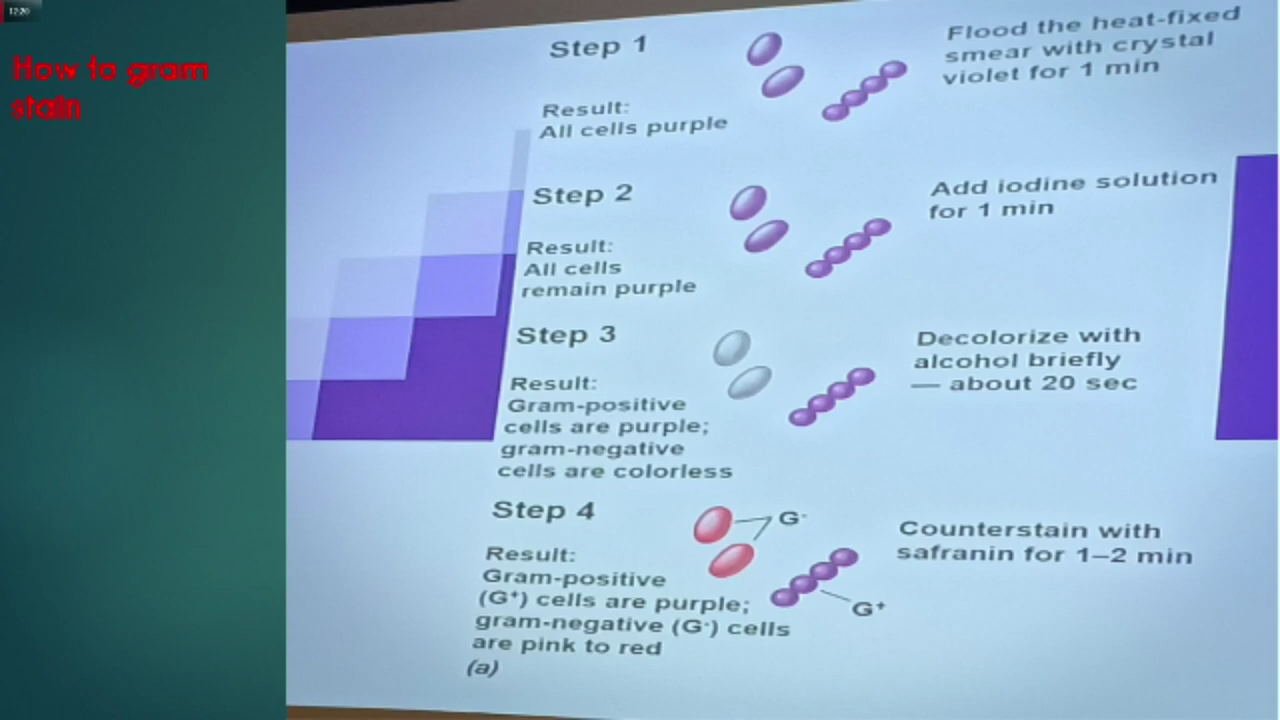 12:20
How to gram
stain
Step 1
Flood the heat-fixed
smear with crystal
violet for 1 min
Result:
All cells purple
Step 2
Add iodine solution
for 1 min
Result:
All cells
remain purple
Step 3
Decolorize with
alcohol briefly
— about 20 sec
Result:
Gram-positive
cells are purple;
gram-negative
cells are colorless
Step 4
G-
Counterstain with
safranin for 1–2 min
Result:
Gram-positive
(G⁺) cells are purple;
G⁺
gram-negative (G-) cells
are pink to red
(a)